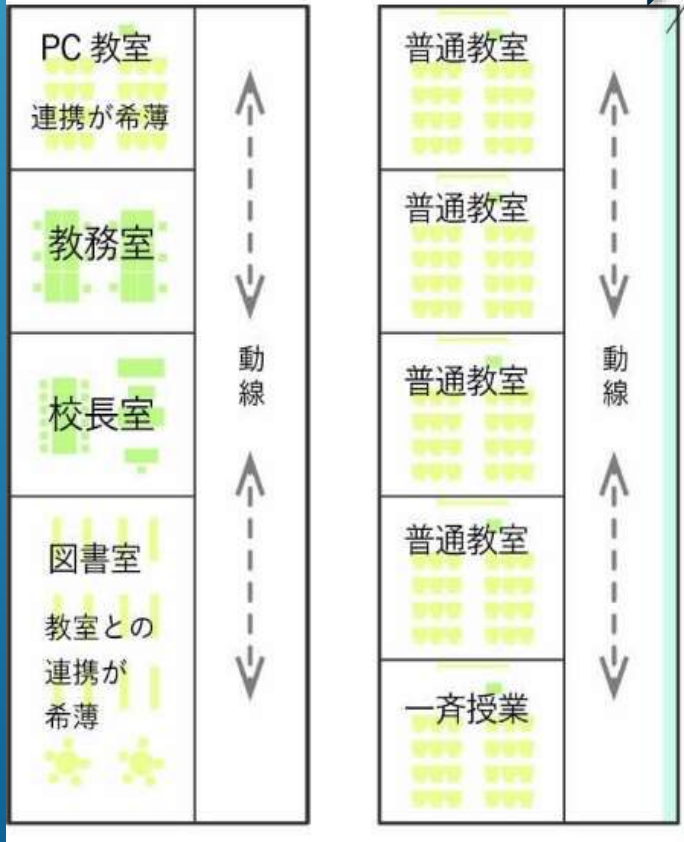 PC 教室
連携が希薄
教務室
校長室
図書室
教室との
連携が
希薄
動線
普通教室
普通教室
普通教室
普通教室
一斉授業
動線